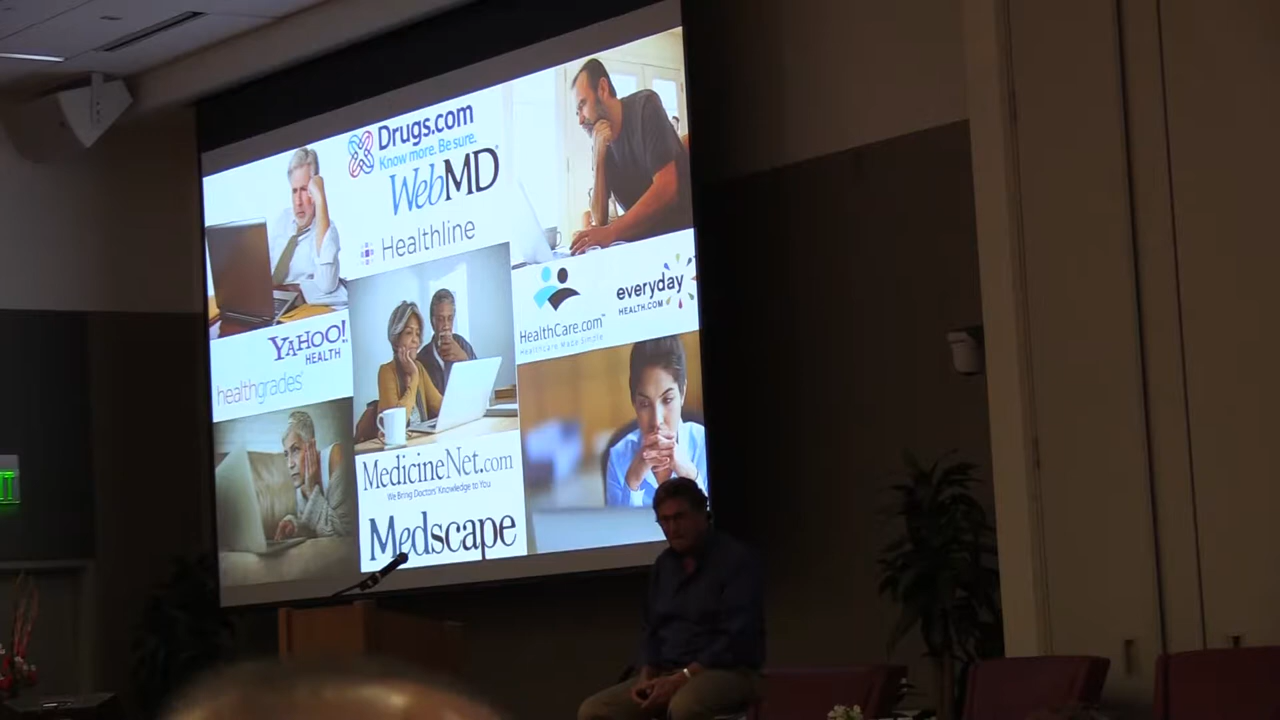 Drugs.com
Know more. Be sure.
WebMD
Healthline
YAHOO!
HEALTH
healthgrades
HealthCare.com™
Healthcare Made Simple
everyday
HEALTH.COM
MedicineNet.com
We Bring Doctors' Knowledge to You
Medscape